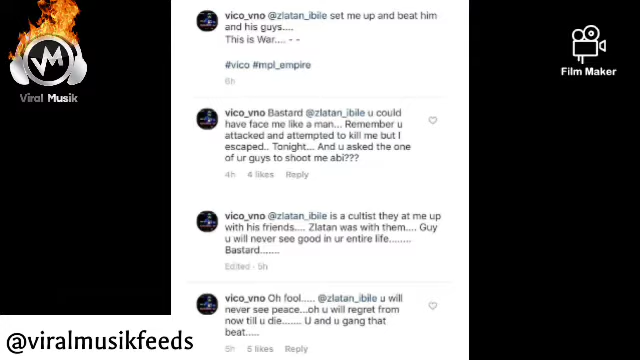 VM
Viral Musik
Film Maker
vico_vno @zlatan_ibile set me up and beat him
and his guys....
This is War.... - -
#vico #mpl_empire
6h
vico_vno Bastard @zlatan_ibile u could
have face me like a man... Remember u
attacked and attempted to kill me but I
escaped.. Tonight... And u asked the one
of ur guys to shoot me abi???
4h 4 likes Reply
vico_vno @zlatan_ibile is a cultist they at me up
with his friends.... Zlatan was with them.... Guy
u will never see good in ur entire life........
Bastard.......
Edited - 5h
vico_vno Oh fool..... @zlatan_ibile u will
never see peace...oh u will regret from
now till u die....... U and u gang that
beat.....
5h 5 likes Reply
@viralmusikfeeds